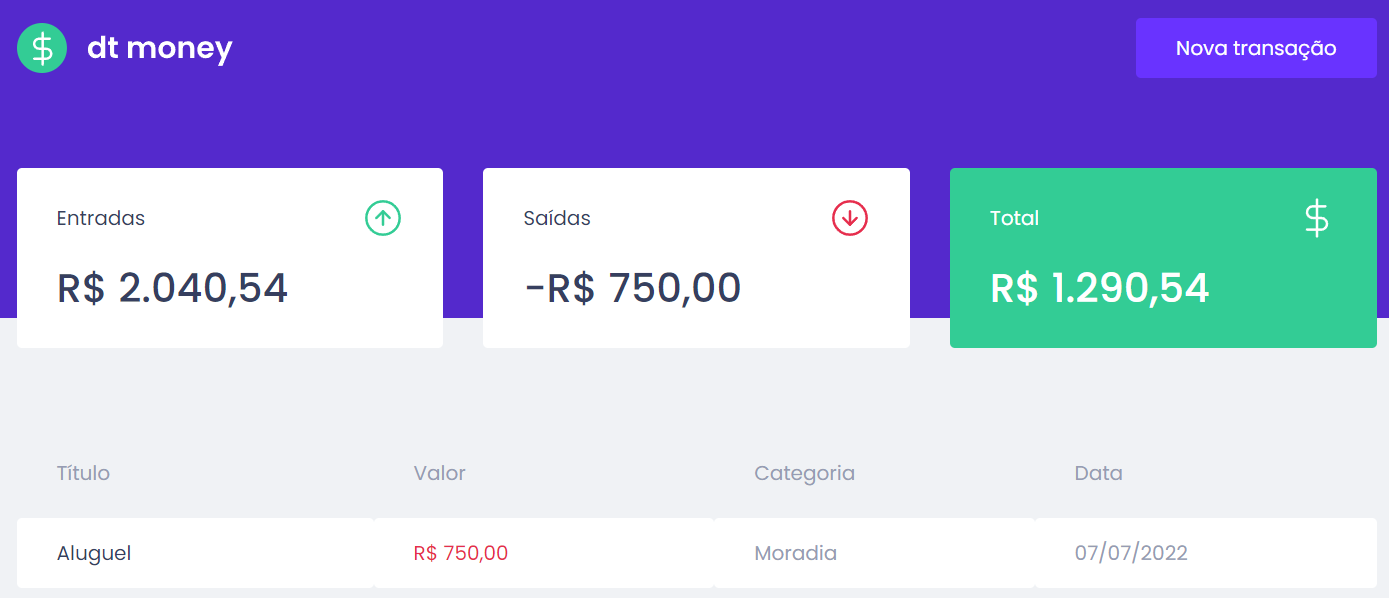 $ dt money
Nova transação
Entradas
R$ 2.040,54
Saídas
-R$ 750,00
Total $
R$ 1.290,54
Título Valor Categoria Data
Aluguel R$ 750,00 Moradia 07/07/2022